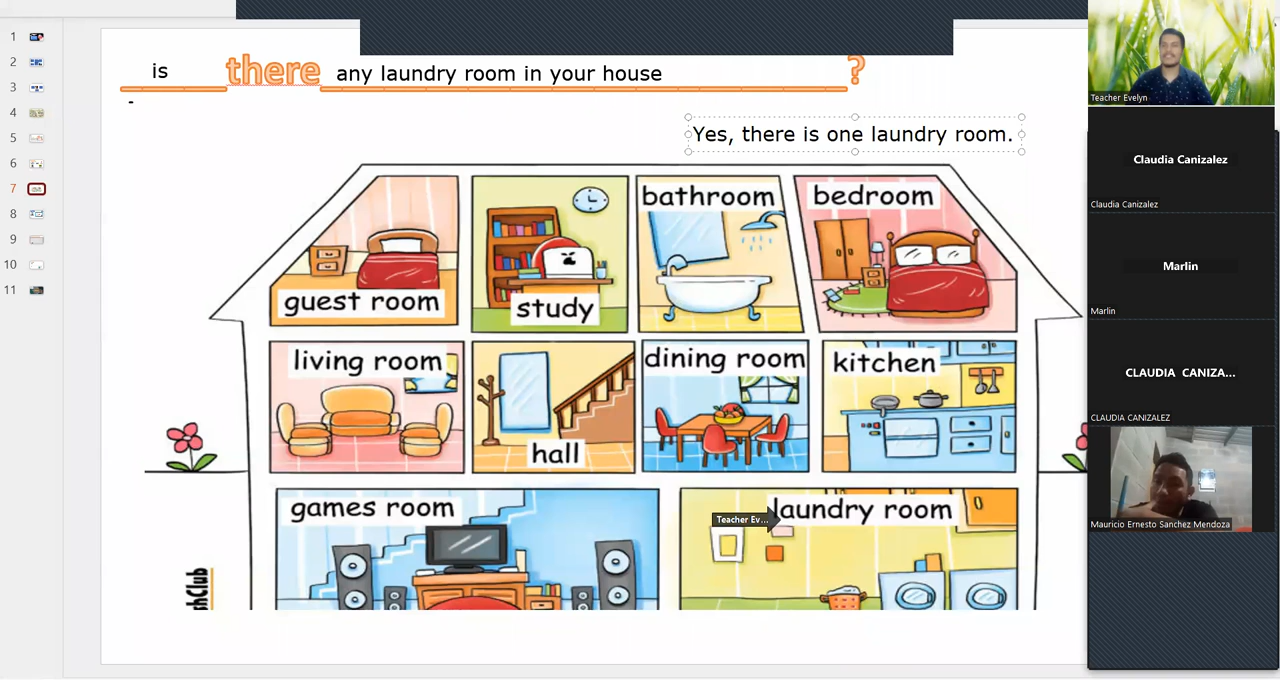 1
2
3
4
5
6
7
8
9
10
11
is there any laundry room in your house ?
-
Yes, there is one laundry room.
guest room
study
bathroom
bedroom
living room
hall
dining room
kitchen
games room
laundry room
Teacher Ev...
hClub
Teacher Evelyn
Claudia Canizalez
Claudia Canizalez
Marlin
Marlin
CLAUDIA CANIZA...
CLAUDIA CANIZALEZ
Mauricio Ernesto Sanchez Mendoza